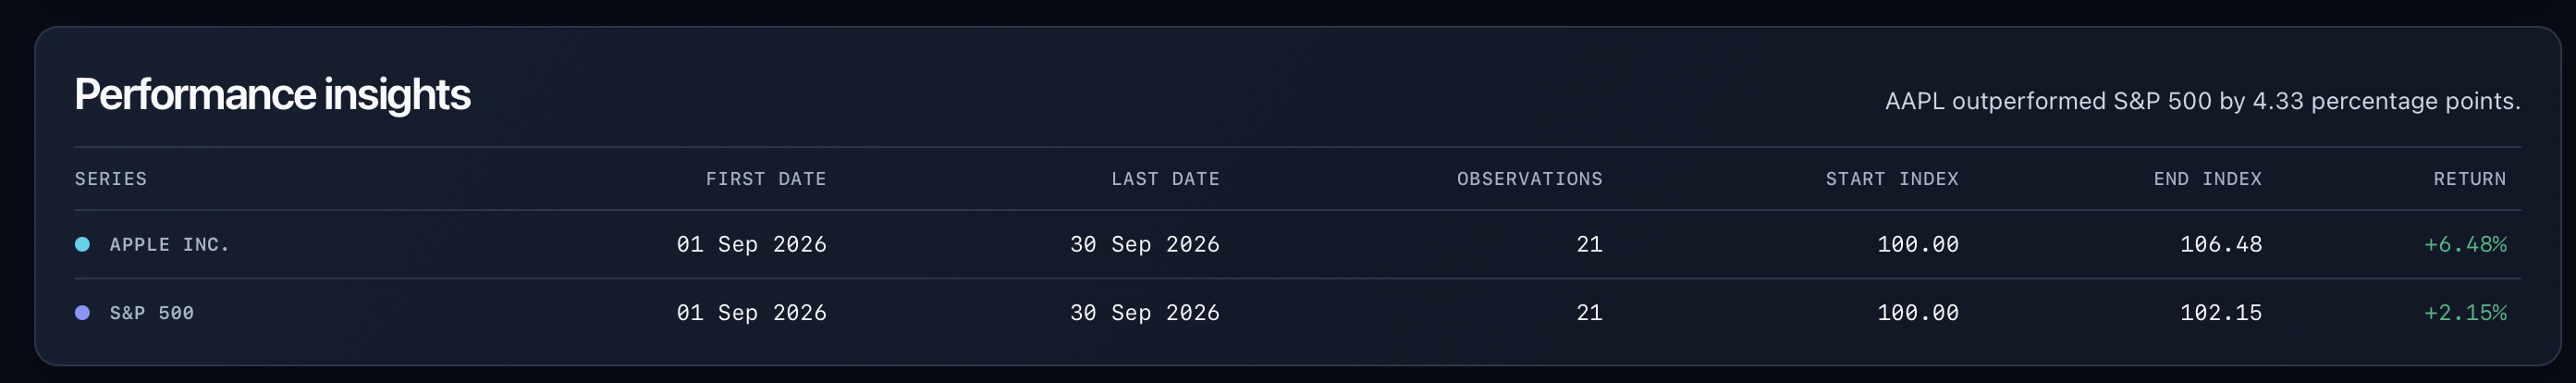 Performance insights
AAPL outperformed S&P 500 by 4.33 percentage points.
SERIES FIRST DATE LAST DATE OBSERVATIONS START INDEX END INDEX RETURN
APPLE INC. 01 Sep 2026 30 Sep 2026 21 100.00 106.48 +6.48%
S&P 500 01 Sep 2026 30 Sep 2026 21 100.00 102.15 +2.15%